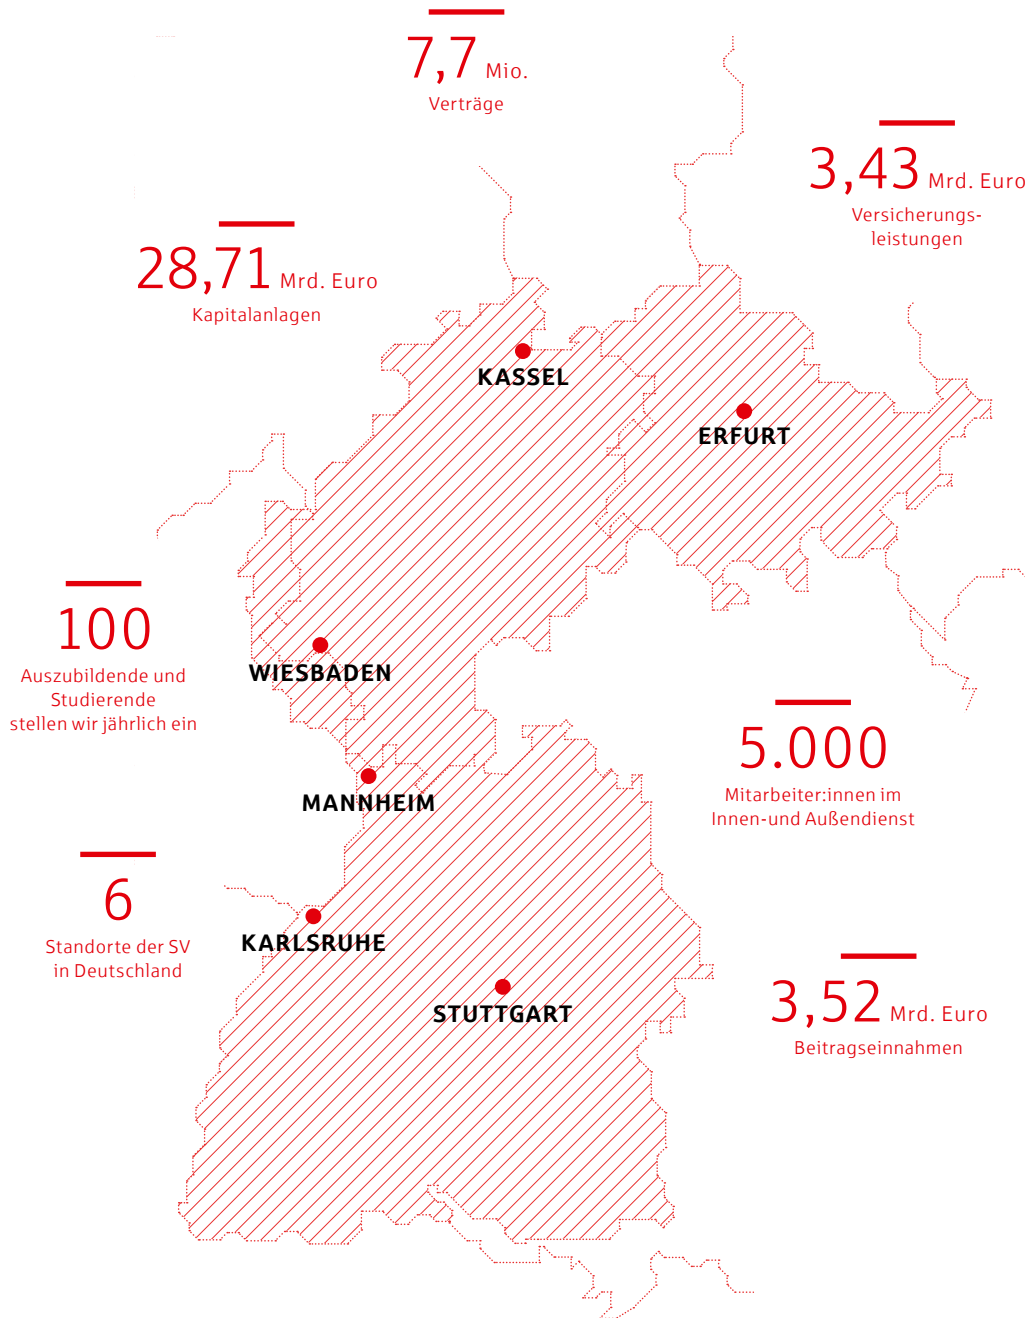 7,7 Mio.
Verträge
3,43 Mrd. Euro
Versicherungs-
leistungen
28,71 Mrd. Euro
Kapitalanlagen
KASSEL
ERFURT
100
Auszubildende und
Studierende
stellen wir jährlich ein
WIESBADEN
5.000
Mitarbeiter:innen im
Innen-und Außendienst
MANNHEIM
6
Standorte der SV
in Deutschland
KARLSRUHE
STUTTGART
3,52 Mrd. Euro
Beitragseinnahmen